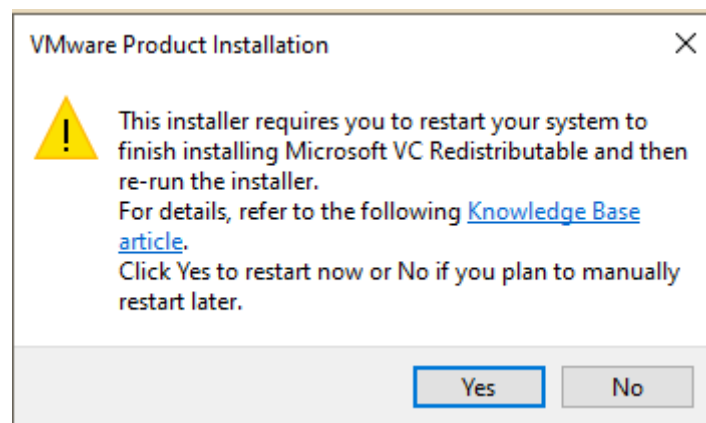 VMware Product Installation
This installer requires you to restart your system to
finish installing Microsoft VC Redistributable and then
re-run the installer.
For details, refer to the following Knowledge Base
article.
Click Yes to restart now or No if you plan to manually
restart later.
Yes
No